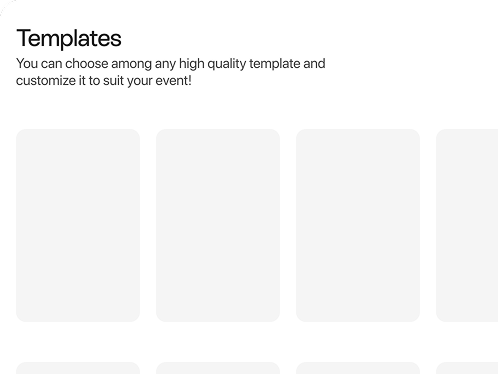 Templates
You can choose among any high quality template and
customize it to suit your event!